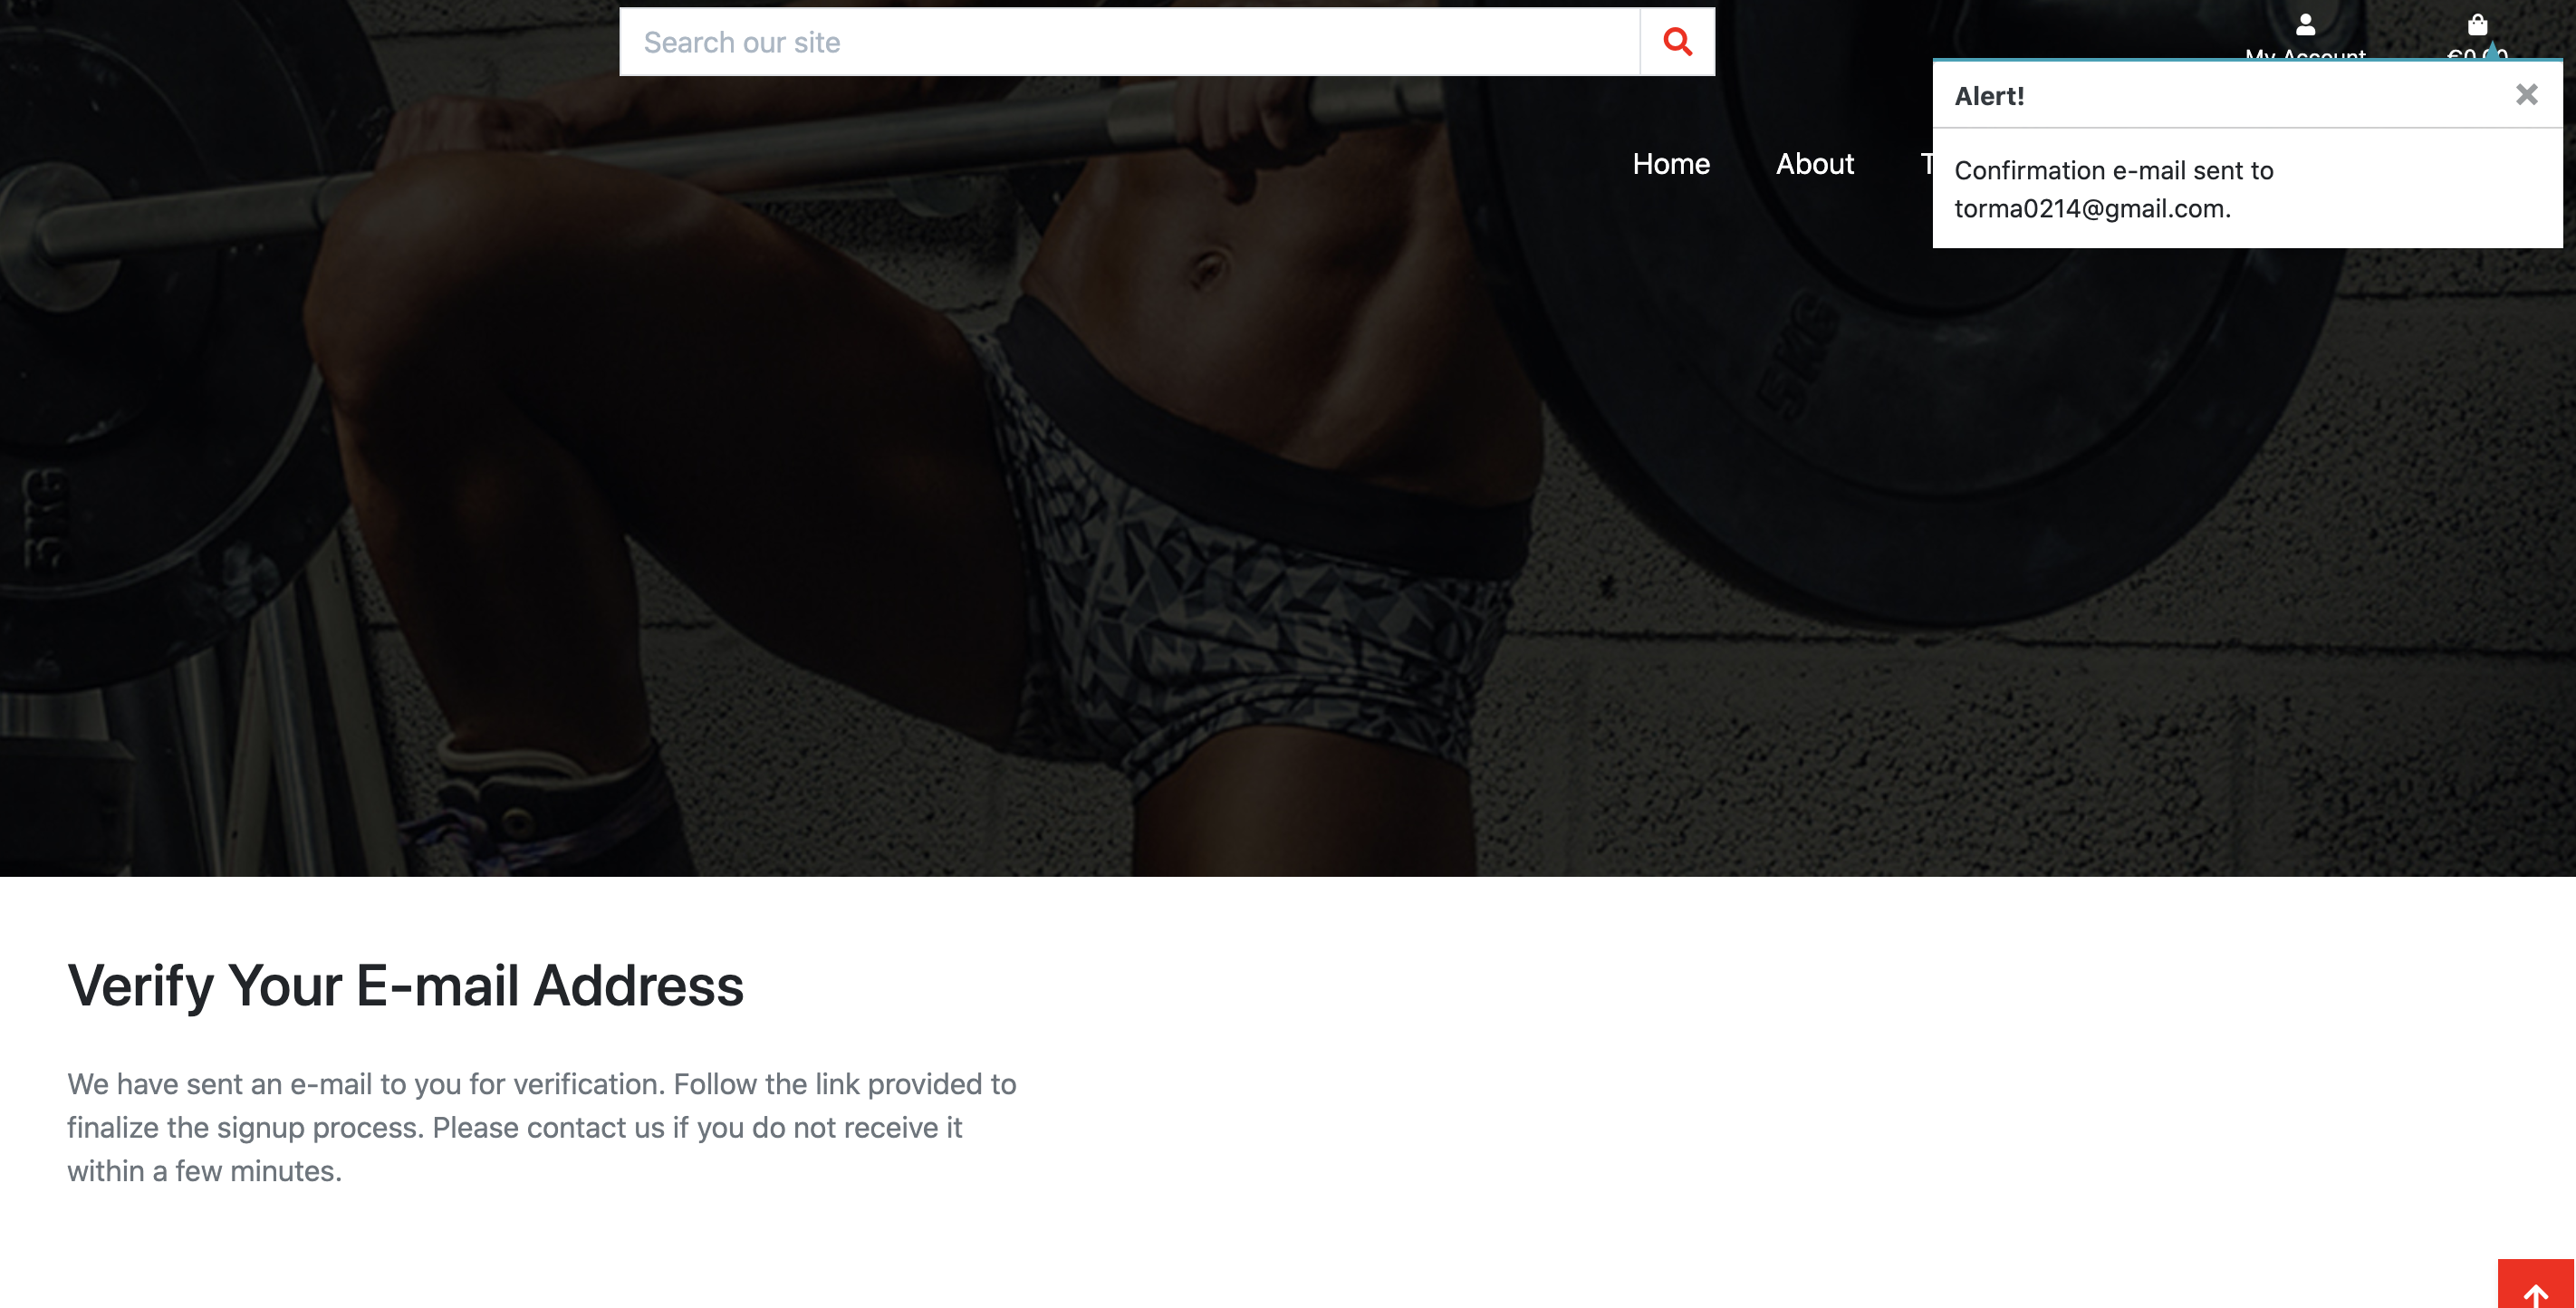 Search our site
My Account
Home
About
T
Alert!
Confirmation e-mail sent to
torma0214@gmail.com.
5KG
5KG
Verify Your E-mail Address
We have sent an e-mail to you for verification. Follow the link provided to
finalize the signup process. Please contact us if you do not receive it
within a few minutes.